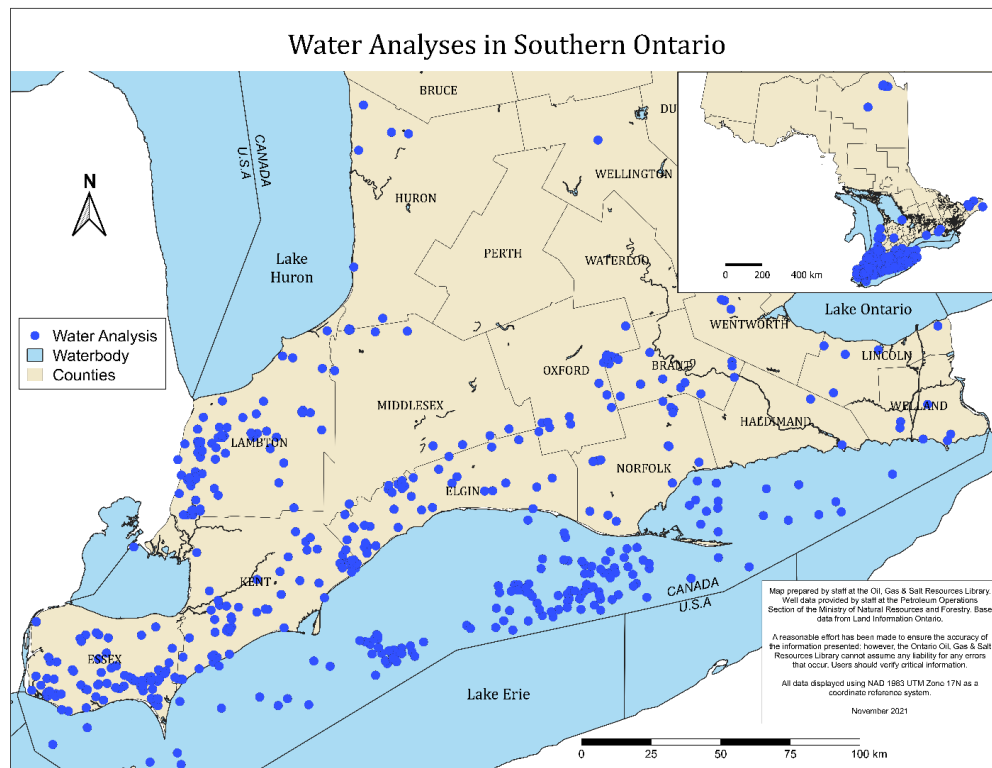 Water Analyses in Southern Ontario
BRUCE
DU
CANADA
U.S.A
N
WELLINGTON
HURON
PERTH
Lake
Huron
WATERLOO
0 200 400 km
Lake Ontario
WENTWORTH
Water Analysis
Waterbody
Counties
LINCOLN
OXFORD
BRANT
MIDDLESEX
WELLAND
HALDIMAND
LAMBTON
NORFOLK
ELGIN
KENT
CANADA
U.S.A
ESSEX
Lake Erie
Map prepared by staff at the Oil, Gas & Salt Resources Library.
Well data provided by staff at the Petroleum Operations
Section of the Ministry of Natural Resources and Forestry. Base
data from Land Information Ontario.
A reasonable effort has been made to ensure the accuracy of
the information presented; however, the Ontario Oil, Gas & Salt
Resources Library cannot assume any liability for any errors
that occur. Users should verify critical information.
All data displayed using NAD 1983 UTM Zone 17N as a
coordinate reference system.
November 2021
0 25 50 75 100 km